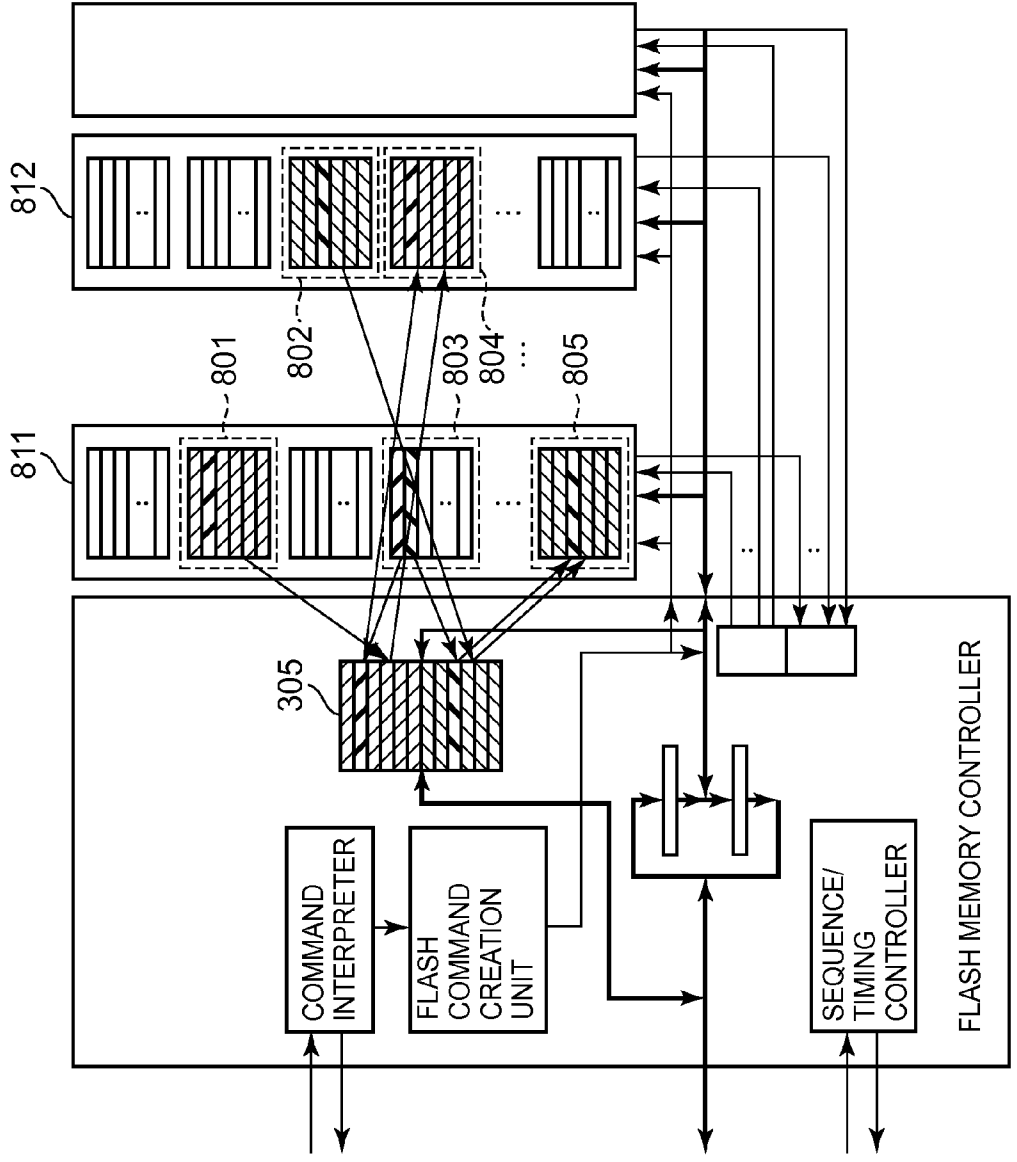 812
811
801
802
803
804
805
305
COMMAND
INTERPRETER
FLASH
COMMAND
CREATION
UNIT
SEQUENCE/
TIMING
CONTROLLER
FLASH MEMORY CONTROLLER